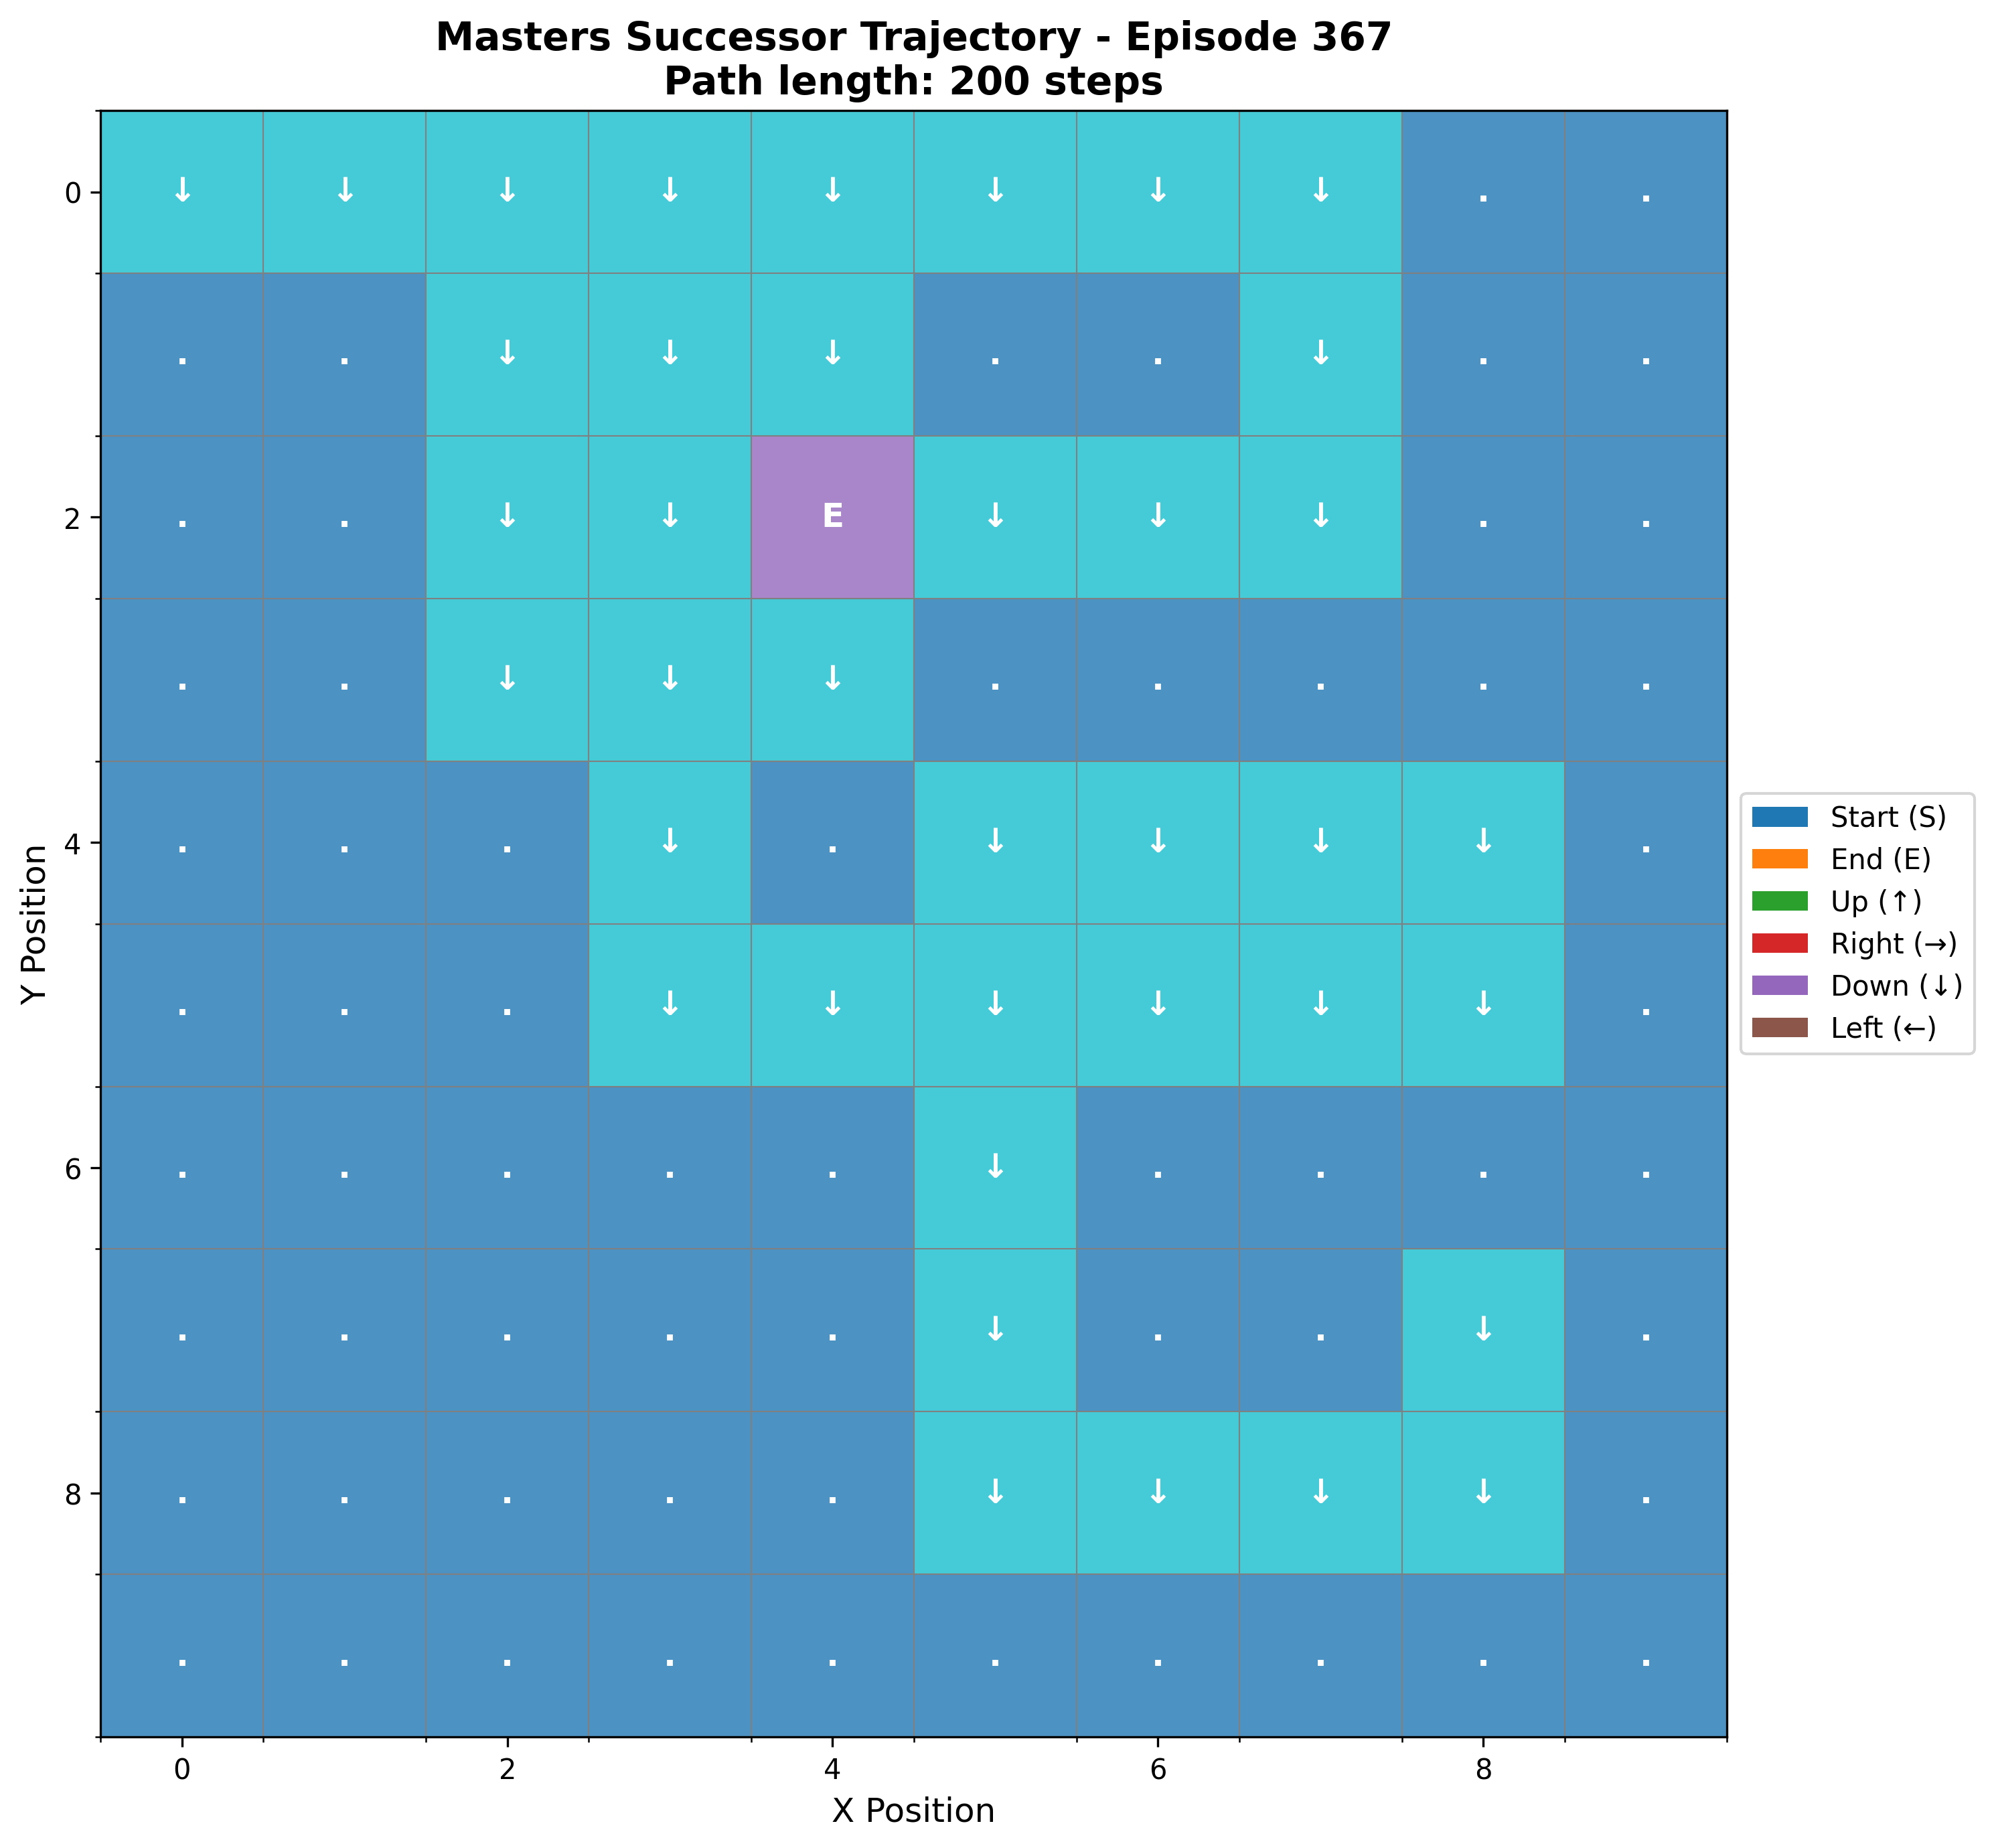 Masters Successor Trajectory - Episode 367
Path length: 200 steps
0 ↓ ↓ ↓ ↓ ↓ ↓ ↓ ↓ . .
. . ↓ ↓ ↓ . . ↓ . .
2 . . ↓ ↓ E ↓ ↓ ↓ . .
. . ↓ ↓ ↓ . . . . .
4 . . . ↓ . ↓ ↓ ↓ ↓ .
. . . ↓ ↓ ↓ ↓ ↓ ↓ .
6 . . . . . ↓ . . . .
. . . . . ↓ . . ↓ .
8 . . . . . ↓ ↓ ↓ ↓ .
. . . . . . . . . .
0 2 4 6 8
X Position
Y Position
Start (S)
End (E)
Up (↑)
Right (→)
Down (↓)
Left (←)